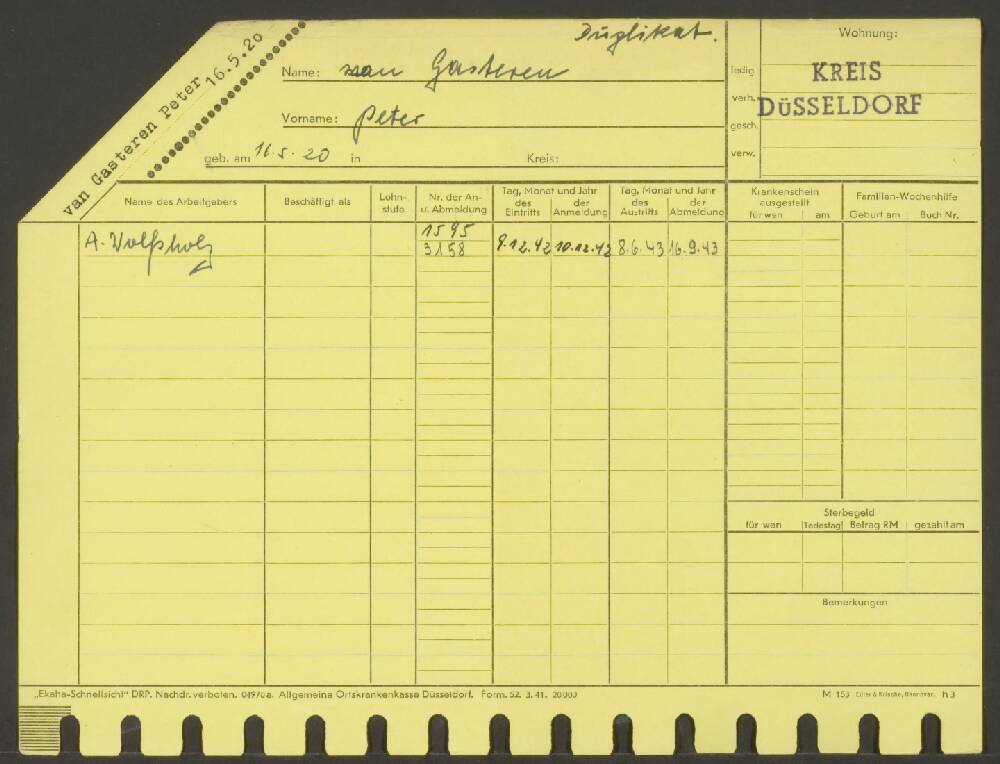 van Gasteren Peter 16.5.20
Duplikat.
Name: van Gasteren
Vorname: Peter
geb. am 16.5.20 in Kreis:
ledig
verh.
gesch.
verw.
Wohnung:
KREIS
DÜSSELDORF
Name des Arbeitgebers
Beschäftigt als
Lohn-
stufe
Nr. der An-
u. Abmeldung
Tag, Monat und Jahr
des Eintritts
der Anmeldung
Tag, Monat und Jahr
des Austritts
der Abmeldung
Krankenschein
ausgestellt
für wen am
Familien-Wochenhilfe
Geburt am Buch Nr.
1595
A. Wolfsholz 3158 9.12.42 10.12.42 8.6.43 16.9.43
Sterbegeld
für wen Todestag Betrag RM gezahlt am
Bemerkungen
„Ekaha-Schnellsicht“ DRP. Nachdr. verboten. 04970a. Allgemeine Ortskrankenkasse Düsseldorf. Form. 52. 3. 41. 20000
M 153 Euler & Krische, Hannover. h3